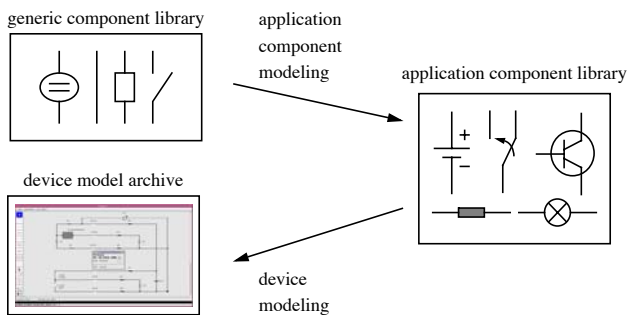 generic component library
application
component
modeling
application component library
+
−
device model archive
device
modeling